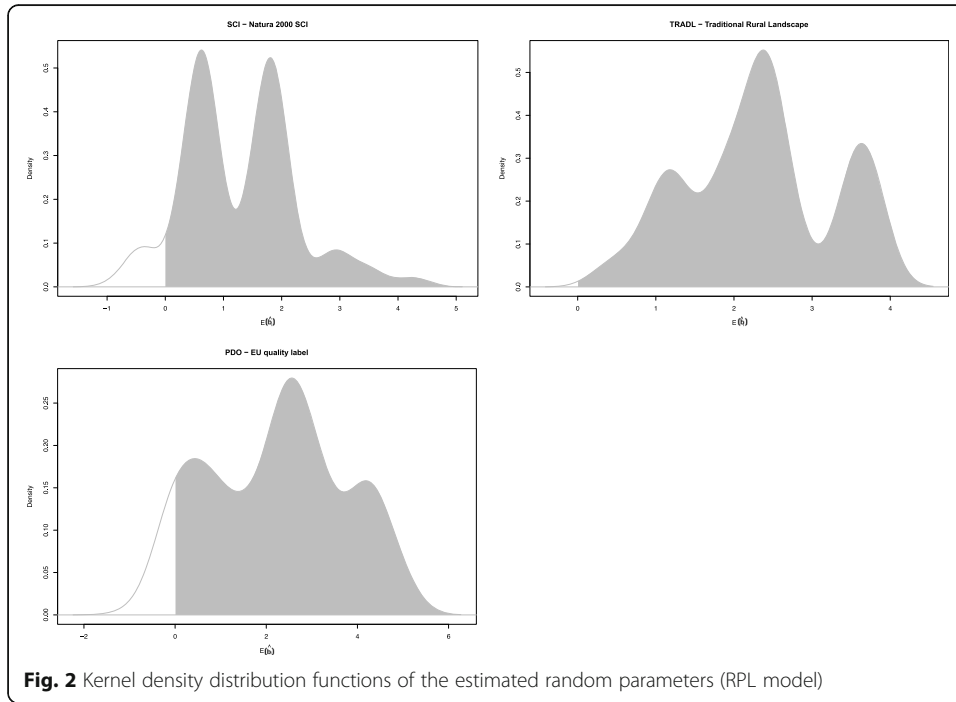 SCI – Natura 2000 SCI
Density
0.0 0.1 0.2 0.3 0.4 0.5
−1 0 1 2 3 4 5
TRADL – Traditional Rural Landscape
Density
0.0 0.1 0.2 0.3 0.4 0.5
0 1 2 3 4
PDO – EU quality label
Density
0.00 0.05 0.10 0.15 0.20 0.25
−2 0 2 4 6
Fig. 2 Kernel density distribution functions of the estimated random parameters (RPL model)